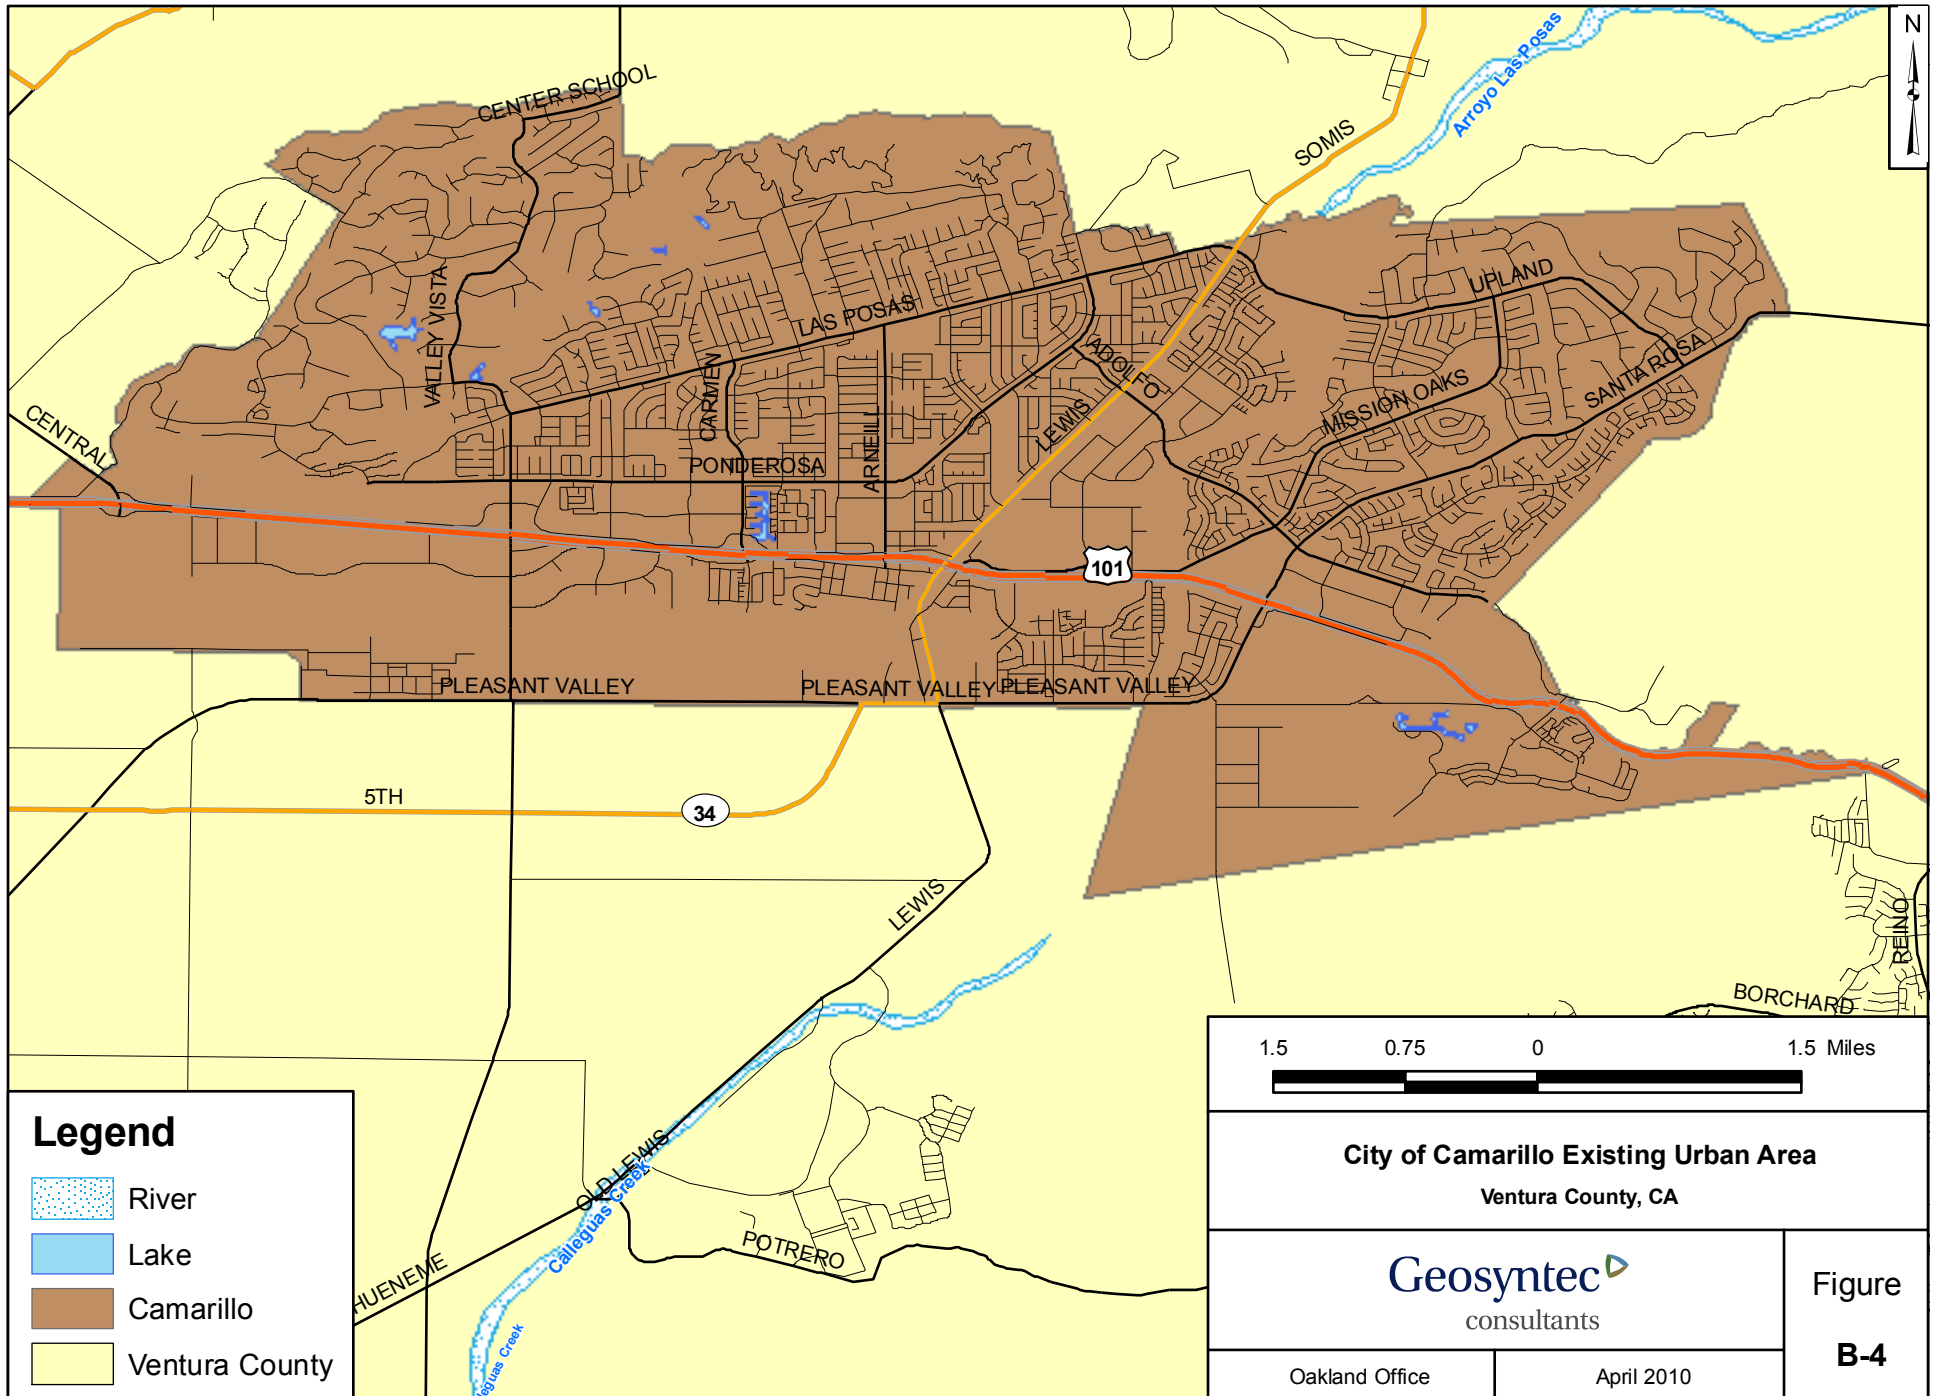 N
CENTER SCHOOL
Arroyo Las Posas
SOMIS
VALLEY VISTA
LAS POSAS
UPLAND
CARMEN
ADOLFO
SANTA ROSA
MISSION OAKS
CENTRAL
ARNEILL
LEWIS
PONDEROSA
101
PLEASANT VALLEY
PLEASANT VALLEY
PLEASANT VALLEY
5TH
34
LEWIS
REINO
BORCHARD
OLD LEWIS
Calleguas Creek
POTRERO
HUENEME
leguas Creek
Legend
River
Lake
Camarillo
Ventura County
1.5 0.75 0 1.5 Miles
City of Camarillo Existing Urban Area
Ventura County, CA
Geosyntec
consultants
Figure
B-4
Oakland Office
April 2010